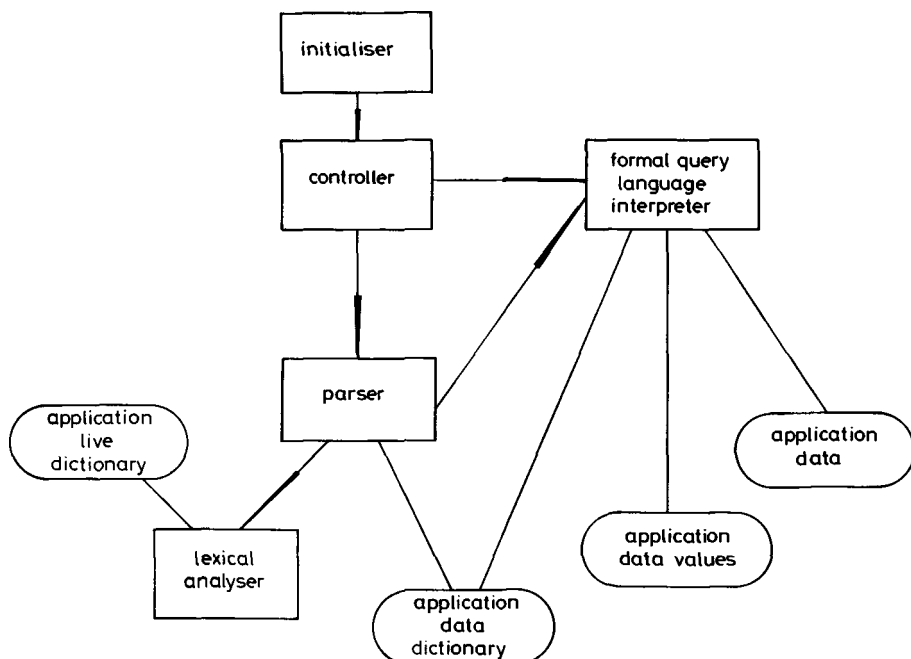 initialiser
controller
formal query
language
interpreter
parser
application
live
dictionary
application
data
lexical
analyser
application
data values
application
data
dictionary